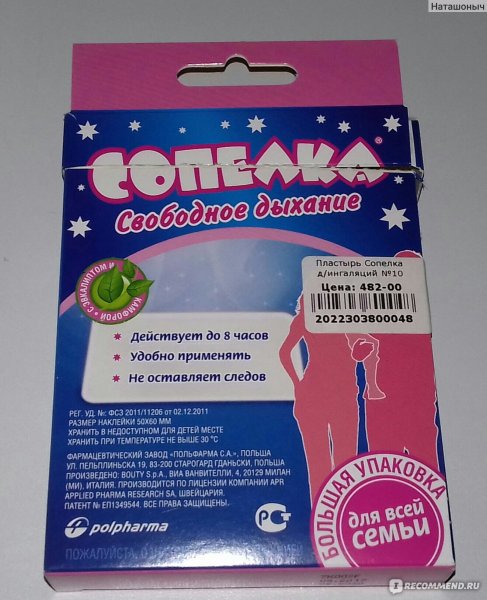 Наташоныч
СОПЕЛКА®
Свободное дыхание
Пластырь Сопелка
д/ингаляций №10
Цена: 482-00
2022303800048
С ЭВКАЛИПТОМ И
КАМФОРОЙ
Действует до 8 часов
Удобно применять
Не оставляет следов
РЕГ. УД. №: ФСЗ 2011/11206 от 02.12.2011
РАЗМЕР НАКЛЕЙКИ 50Х60 ММ
ХРАНИТЬ В НЕДОСТУПНОМ ДЛЯ ДЕТЕЙ МЕСТЕ
ХРАНИТЬ ПРИ ТЕМПЕРАТУРЕ НЕ ВЫШЕ 30 °C
ФАРМАЦЕВТИЧЕСКИЙ ЗАВОД «ПОЛЬФАРМА С.А.», ПОЛЬША
УЛ. ПЕЛЬПЛИНСКА 19, 83-200 СТАРОГАРД ГДАНЬСКИ, ПОЛЬША
ПРОИЗВЕДЕНО: BOUTY S.p.A., ВИА ВАНВИТЕЛЛИ, 4, 20129 МИЛАН
(MI), ИТАЛИЯ. ПРОИЗВОДИТСЯ ПО ЛИЦЕНЗИИ КОМПАНИИ APR
APPLIED PHARMA RESEARCH SA, ШВЕЙЦАРИЯ.
ПАТЕНТ № ЕП1349544. ВСЕ ПРАВА ЗАЩИЩЕНЫ.
polpharma
РСТ
БОЛЬШАЯ УПАКОВКА
для всей
семьи
ПОЖАЛУЙСТА,
IRECOMMEND.RU